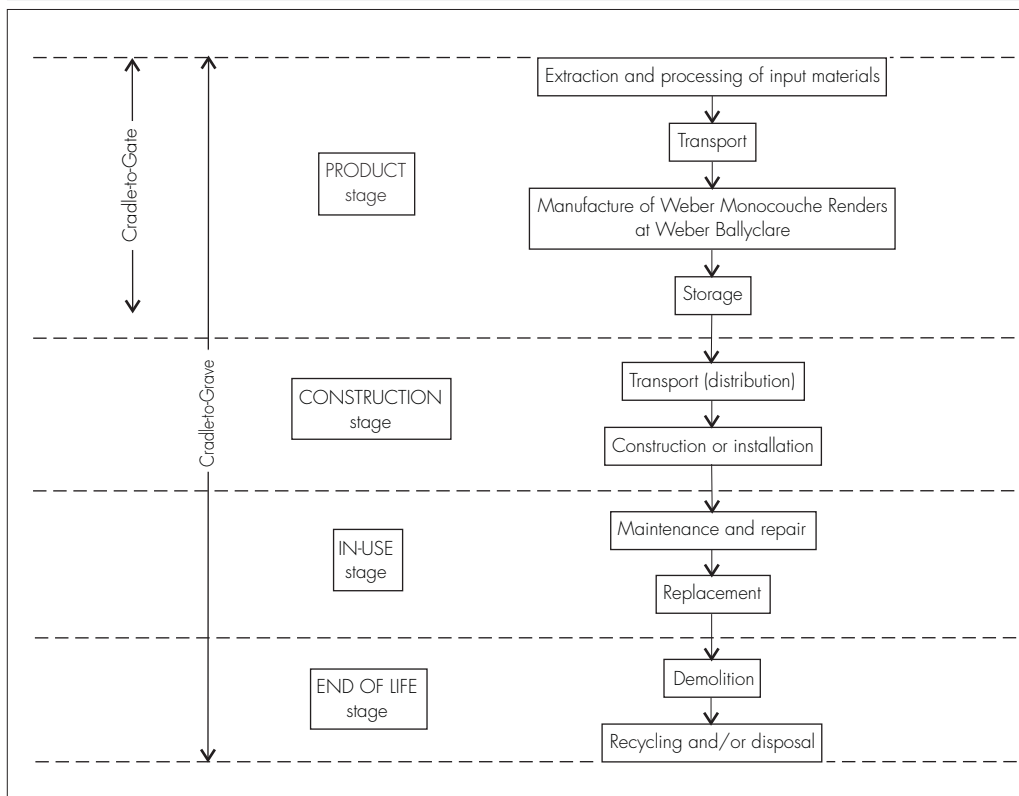 Extraction and processing of input materials
Transport
PRODUCT
stage
Cradle-to-Gate
Manufacture of Weber Monocouche Renders
at Weber Ballyclare
Storage
Cradle-to-Grave
CONSTRUCTION
stage
Transport (distribution)
Construction or installation
IN-USE
stage
Maintenance and repair
Replacement
END OF LIFE
stage
Demolition
Recycling and/or disposal